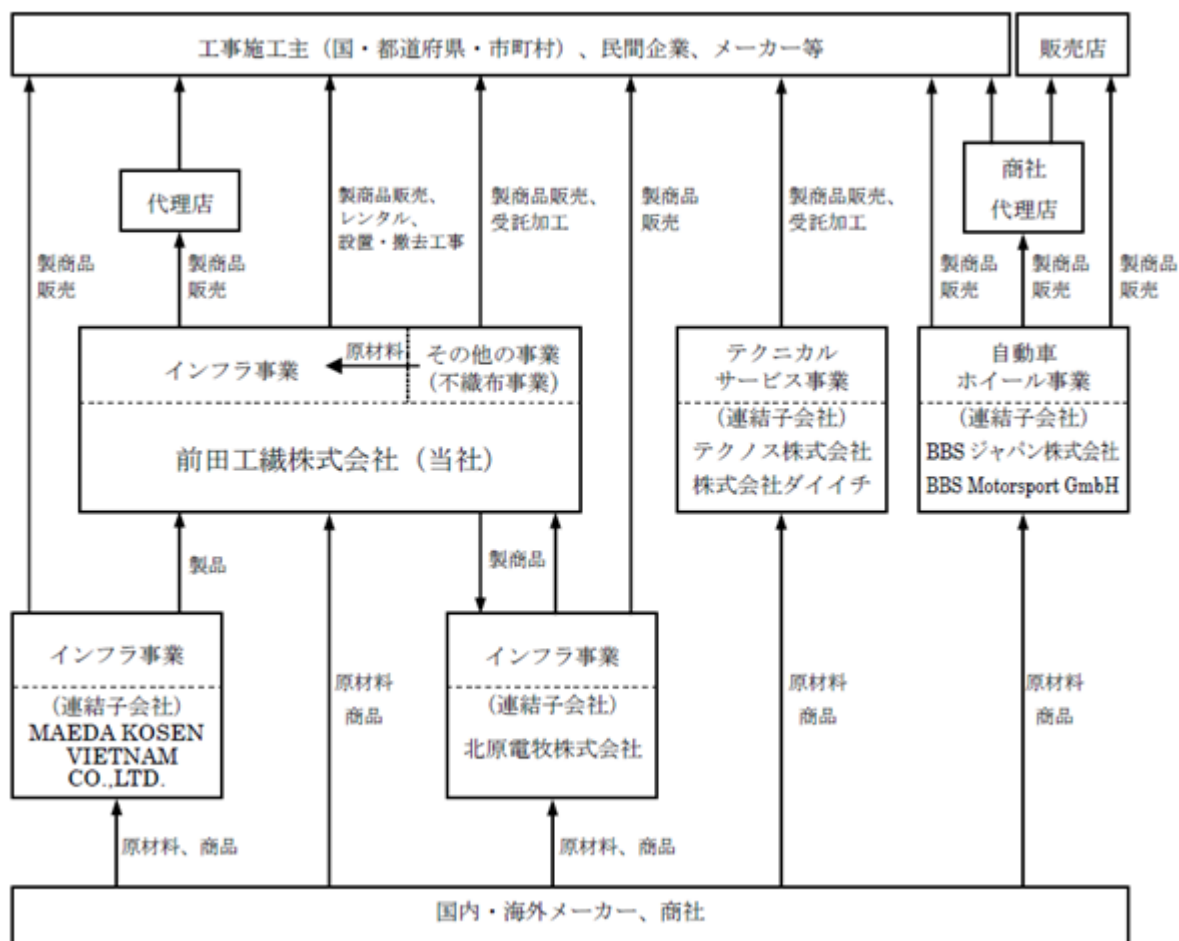 工事施工主（国・都道府県・市町村）、民間企業、メーカー等
販売店
代理店
商社
代理店
製商品
販売
製商品
販売
製商品販売、
レンタル、
設置・撤去工事
製商品販売、
受託加工
製商品
販売
製商品販売、
受託加工
製商品
販売
製商品
販売
製商品
販売
インフラ事業
原材料
その他の事業
（不織布事業）
前田工繊株式会社（当社）
テクニカル
サービス事業
（連結子会社）
テクノス株式会社
株式会社ダイイチ
自動車
ホイール事業
（連結子会社）
BBS ジャパン株式会社
BBS Motorsport GmbH
製品
製商品
インフラ事業
（連結子会社）
MAEDA KOSEN
VIETNAM
CO.,LTD.
原材料
商品
インフラ事業
（連結子会社）
北原電牧株式会社
原材料
商品
原材料
商品
原材料、商品
原材料、商品
国内・海外メーカー、商社